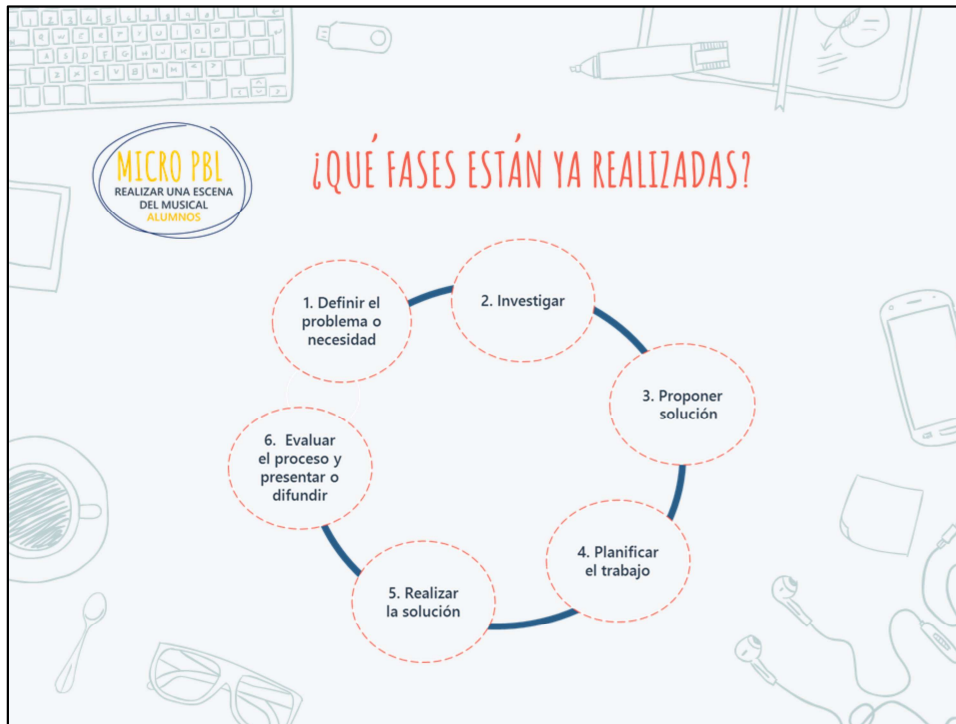 MICRO PBL
REALIZAR UNA ESCENA
DEL MUSICAL
ALUMNOS
¿QUÉ FASES ESTÁN YA REALIZADAS?
1. Definir el
problema o
necesidad
2. Investigar
3. Proponer
solución
4. Planificar
el trabajo
5. Realizar
la solución
6. Evaluar
el proceso y
presentar o
difundir